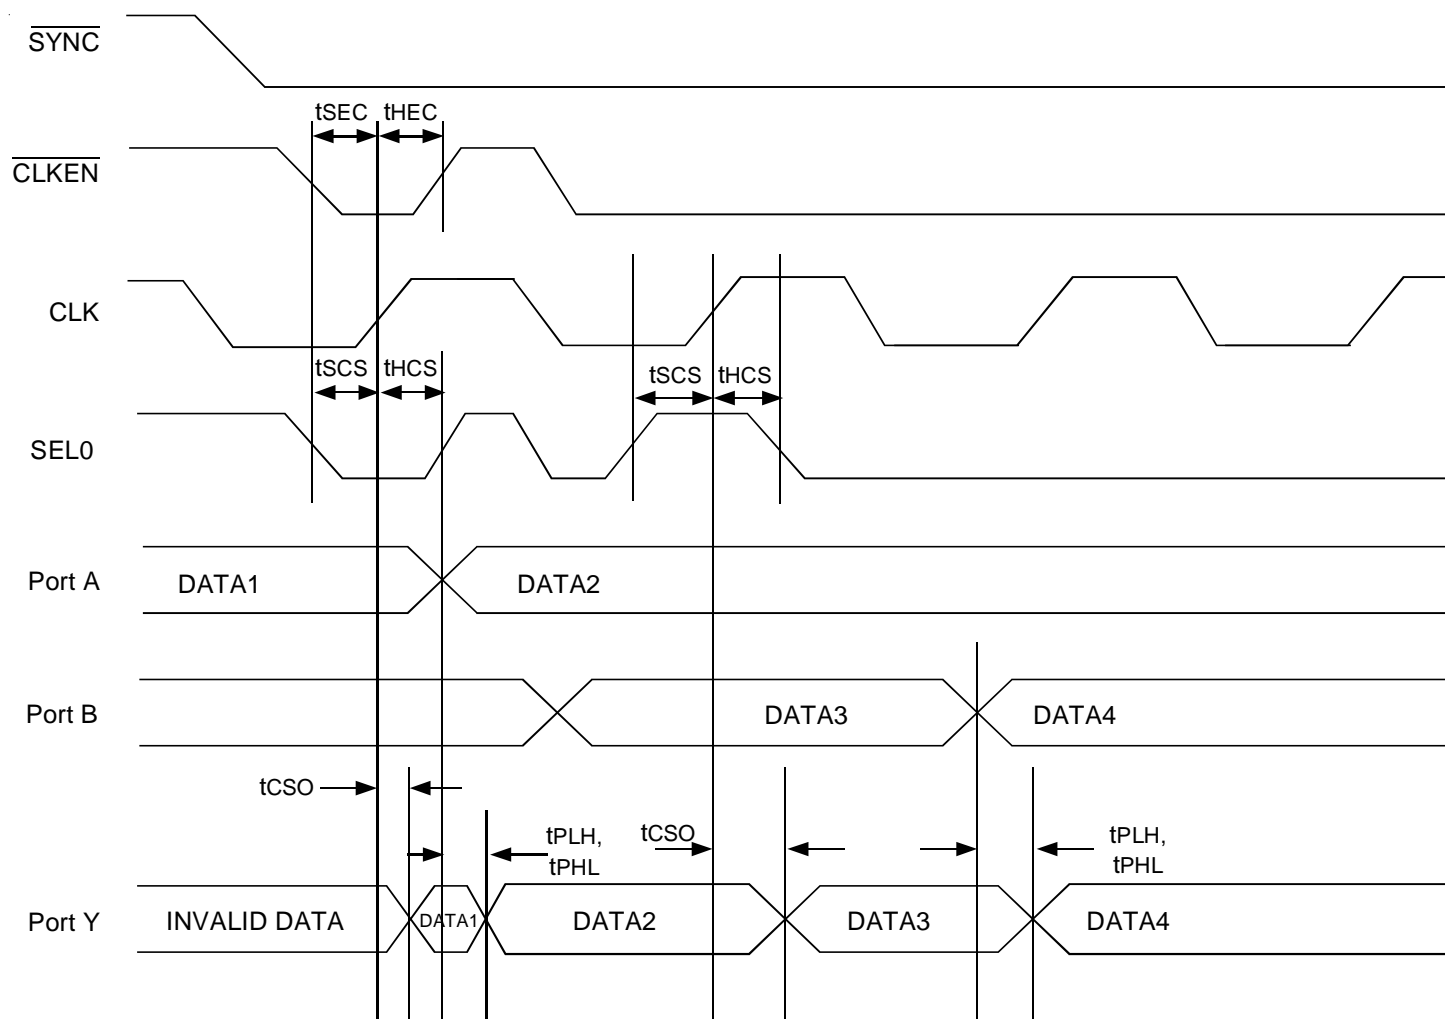 SYNC
tSEC tHEC
CLKEN
CLK
tSCS tHCS tSCS tHCS
SEL0
Port A DATA1 DATA2
Port B DATA3 DATA4
tCSO
tPLH, tCSO tPLH,
tPHL tPHL
Port Y INVALID DATA DATA1 DATA2 DATA3 DATA4